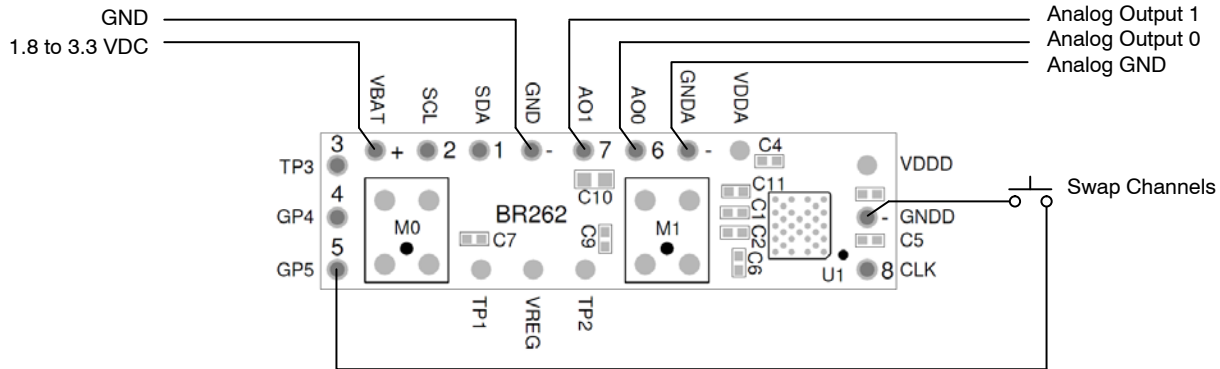 GND
1.8 to 3.3 VDC
Analog Output 1
Analog Output 0
Analog GND
VBAT
SCL
SDA
GND
AO1
AO0
GNDA
VDDA
3
+ 2 1 - 7 6 -
C4
TP3
VDDD
4
C10
C11
Swap Channels
GP4
M0
BR262
M1
C1
- GNDD
5
C7
C9
C2
C5
GP5
C6
U1
8 CLK
TP1
VREG
TP2